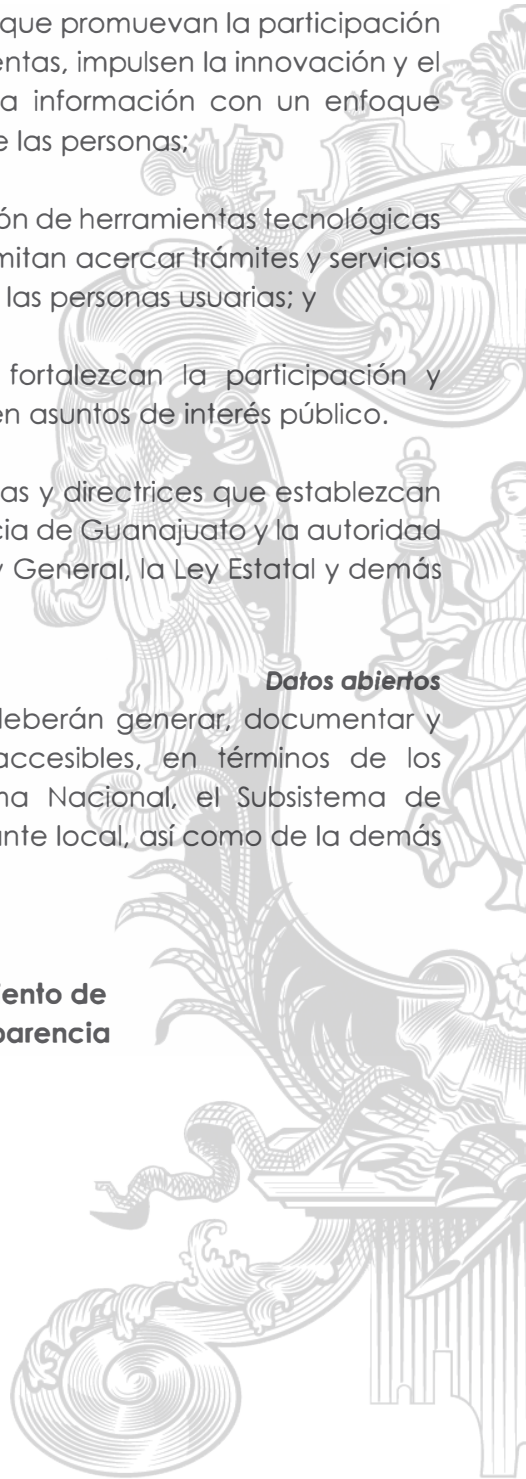 que promuevan la participación
entas, impulsen la innovación y el
a información con un enfoque
e las personas;
ón de herramientas tecnológicas
mitan acercar trámites y servicios
las personas usuarias; y
fortalezcan la participación y
en asuntos de interés público.
as y directrices que establezcan
cia de Guanajuato y la autoridad
y General, la Ley Estatal y demás
Datos abiertos
deberán generar, documentar y
accesibles, en términos de los
ma Nacional, el Subsistema de
ante local, así como de la demás
iento de
parencia